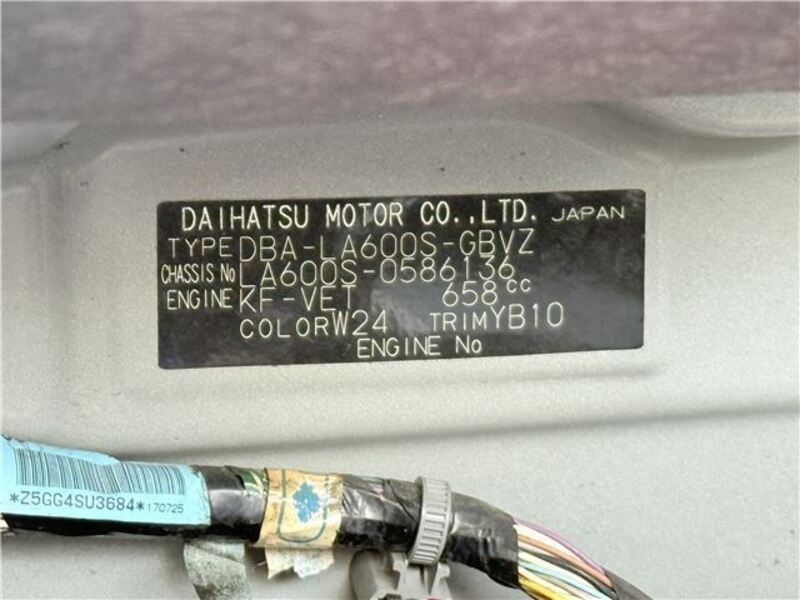 DAIHATSU MOTOR CO.,LTD. JAPAN
TYPE DBA-LA600S-GBVZ
CHASSIS No LA600S-0586136
ENGINE KF-VET 658cc
COLOR W24 TRIM YB10
ENGINE No
*Z5GG4SU3684*170725